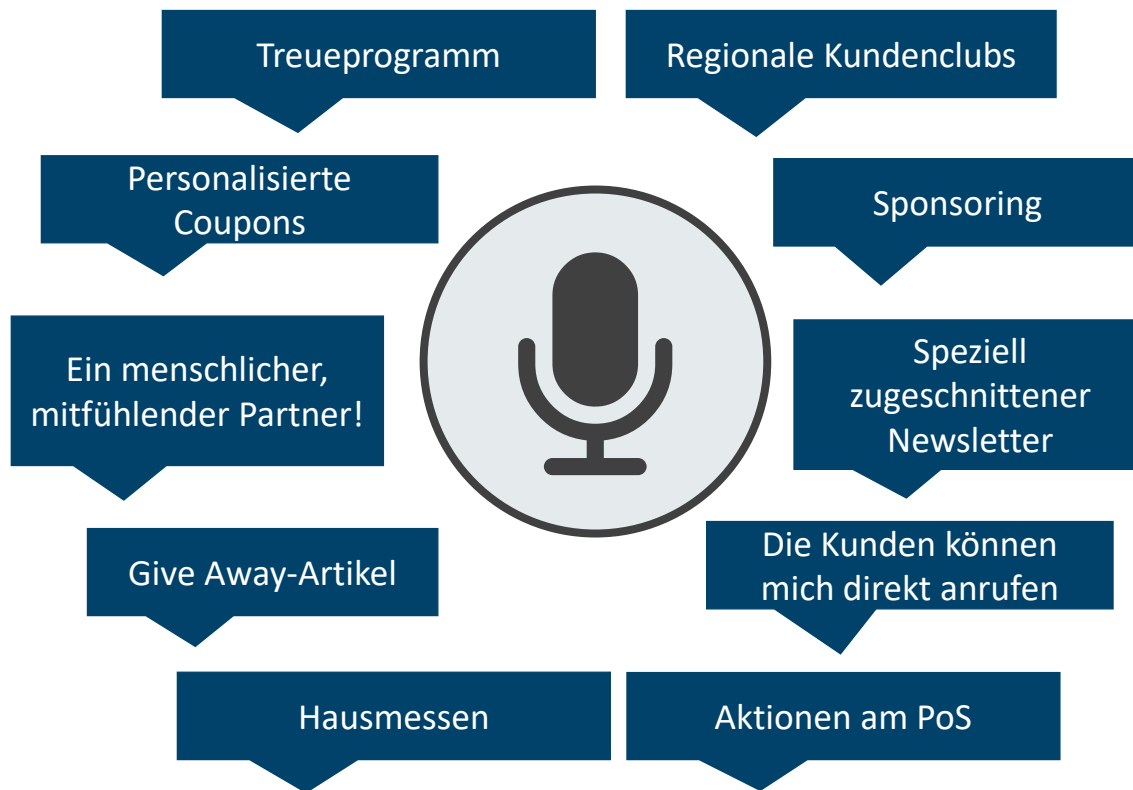 Treueprogramm
Regionale Kundenclubs
Personalisierte
Coupons
Sponsoring
Ein menschlicher,
mitfühlender Partner!
Speziell
zugeschnittener
Newsletter
Give Away-Artikel
Die Kunden können
mich direkt anrufen
Hausmessen
Aktionen am PoS